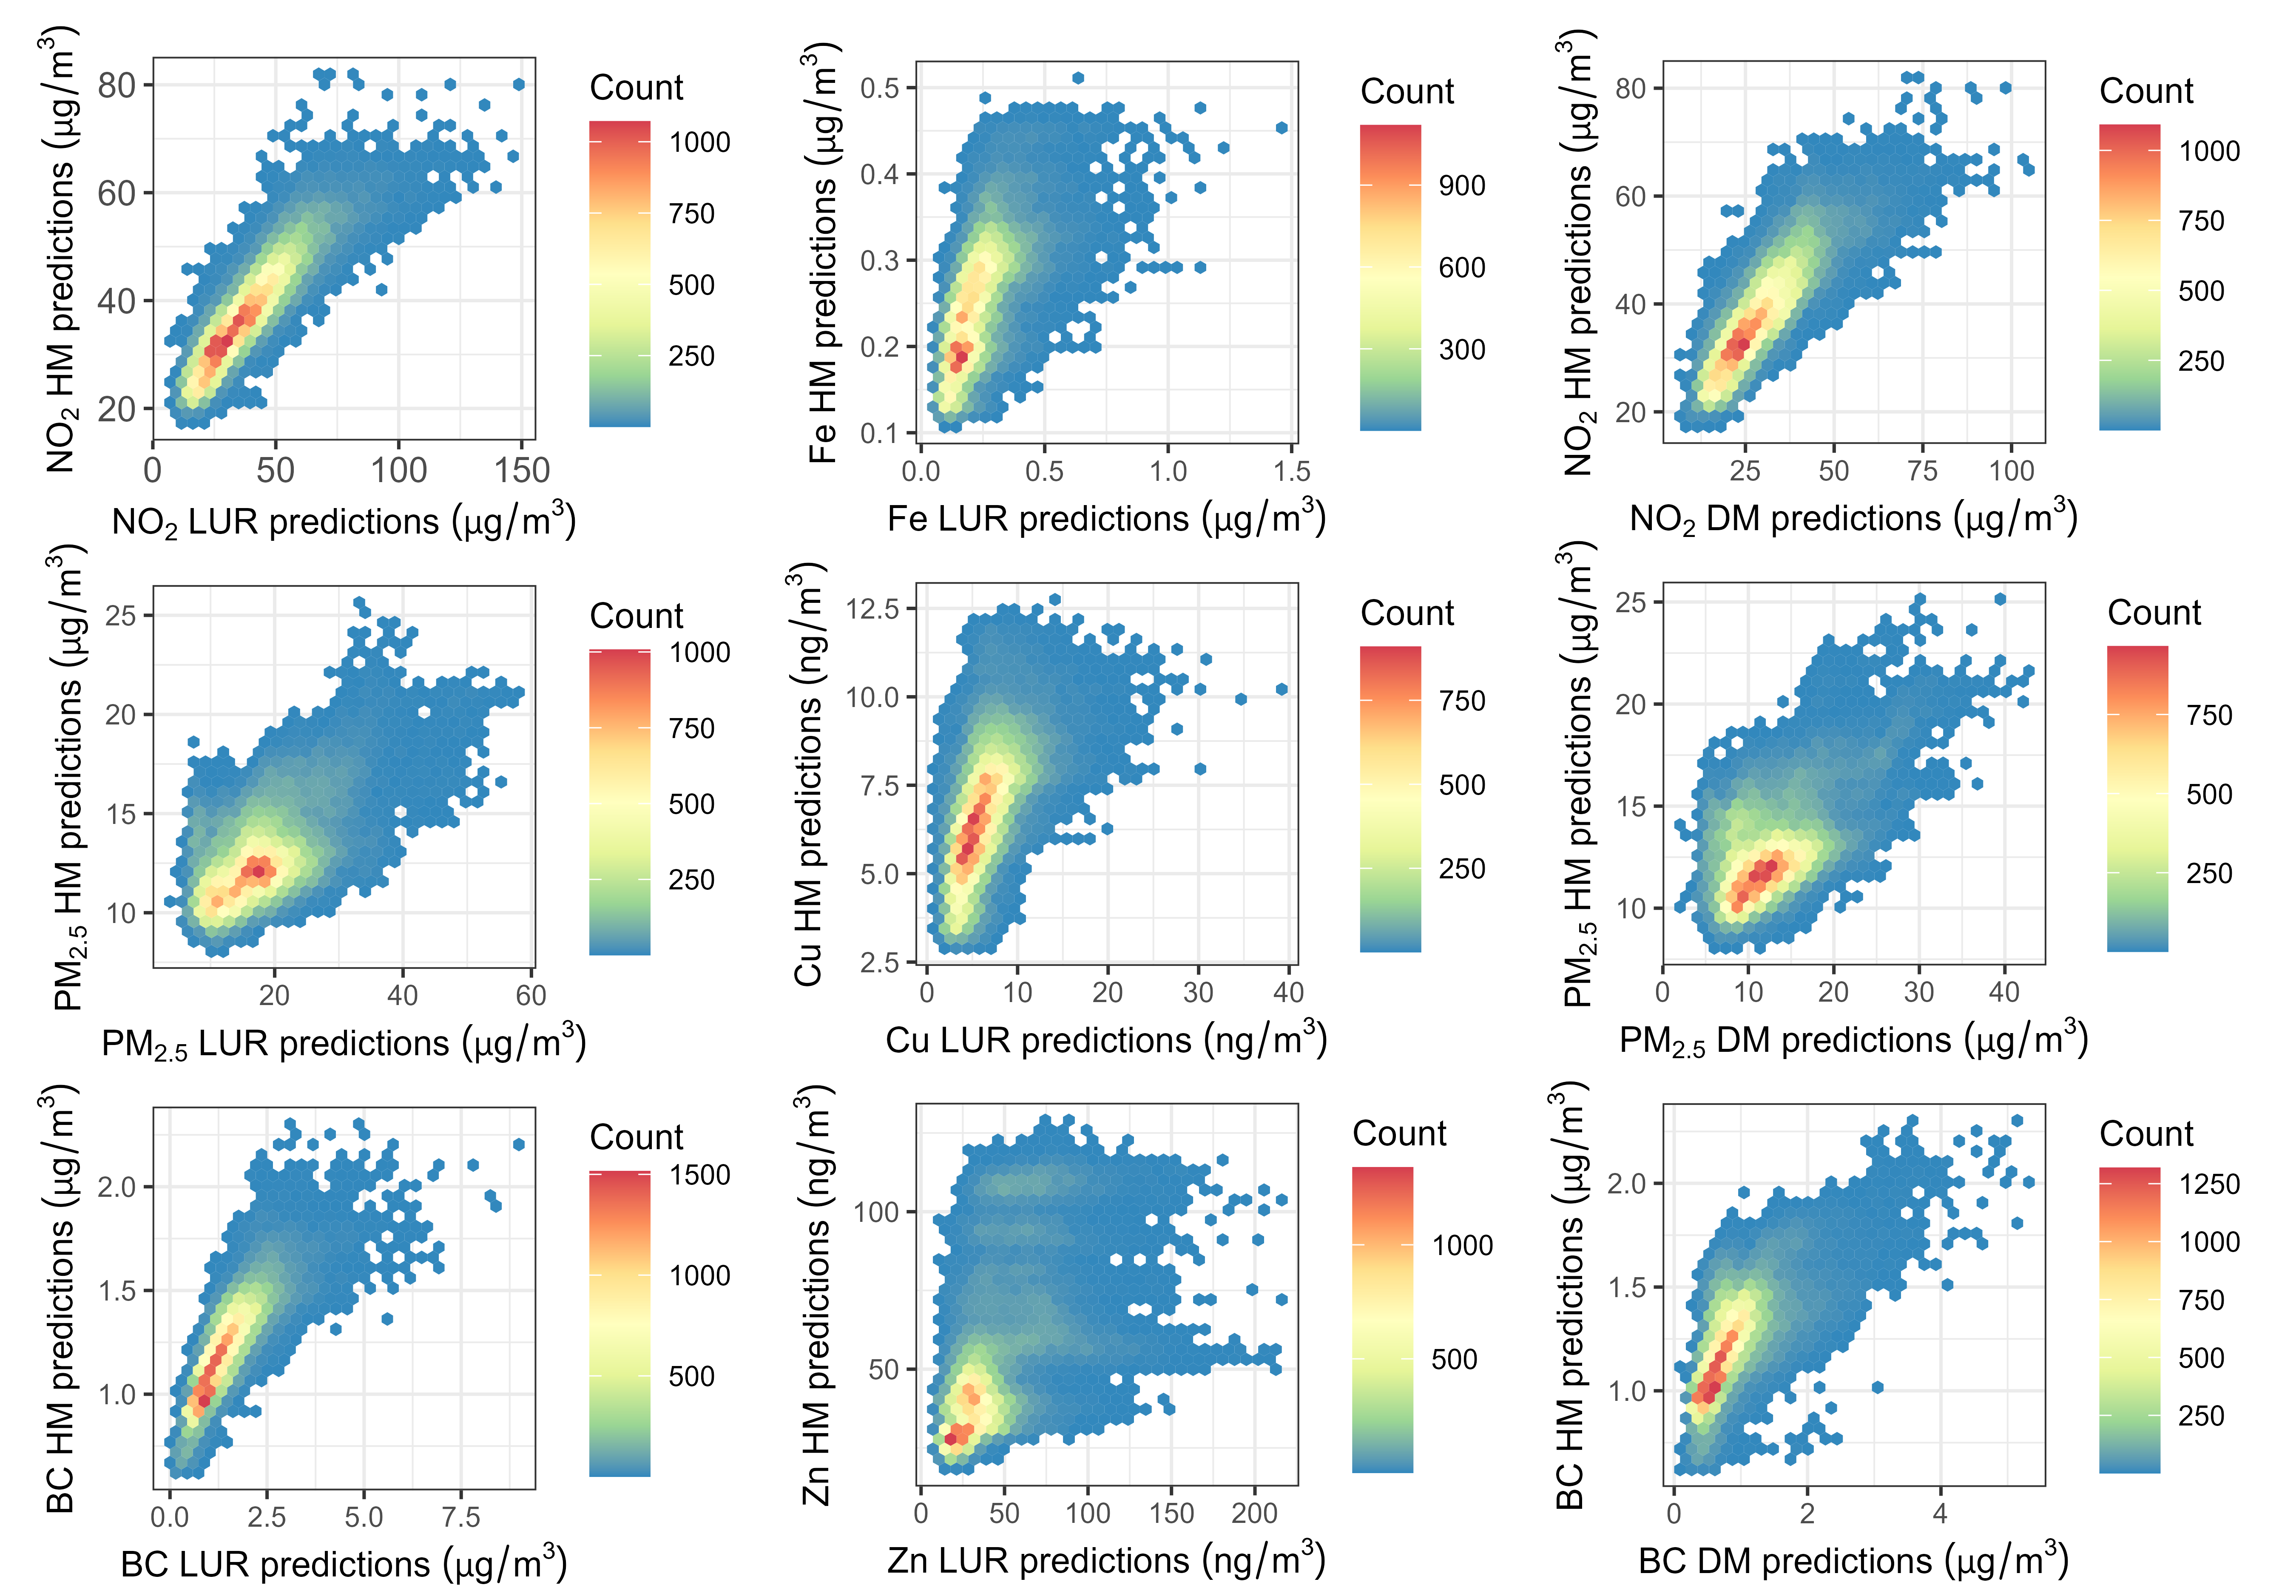 NO₂ HM predictions (µg/m³)
80
60
40
20
0 50 100 150
NO₂ LUR predictions (µg/m³)
Count
1000
750
500
250
Fe HM predictions (µg/m³)
0.5
0.4
0.3
0.2
0.1
0.0 0.5 1.0 1.5
Fe LUR predictions (µg/m³)
Count
900
600
300
NO₂ HM predictions (µg/m³)
80
60
40
20
25 50 75 100
NO₂ DM predictions (µg/m³)
Count
1000
750
500
250
PM₂.₅ HM predictions (µg/m³)
25
20
15
10
20 40 60
PM₂.₅ LUR predictions (µg/m³)
Count
1000
750
500
250
Cu HM predictions (ng/m³)
12.5
10.0
7.5
5.0
2.5
0 10 20 30 40
Cu LUR predictions (ng/m³)
Count
750
500
250
PM₂.₅ HM predictions (µg/m³)
25
20
15
10
0 10 20 30 40
PM₂.₅ DM predictions (µg/m³)
Count
750
500
250
BC HM predictions (µg/m³)
2.0
1.5
1.0
0.0 2.5 5.0 7.5
BC LUR predictions (µg/m³)
Count
1500
1000
500
Zn HM predictions (ng/m³)
100
50
0 50 100 150 200
Zn LUR predictions (ng/m³)
Count
1000
500
BC HM predictions (µg/m³)
2.0
1.5
1.0
0 2 4
BC DM predictions (µg/m³)
Count
1250
1000
750
500
250